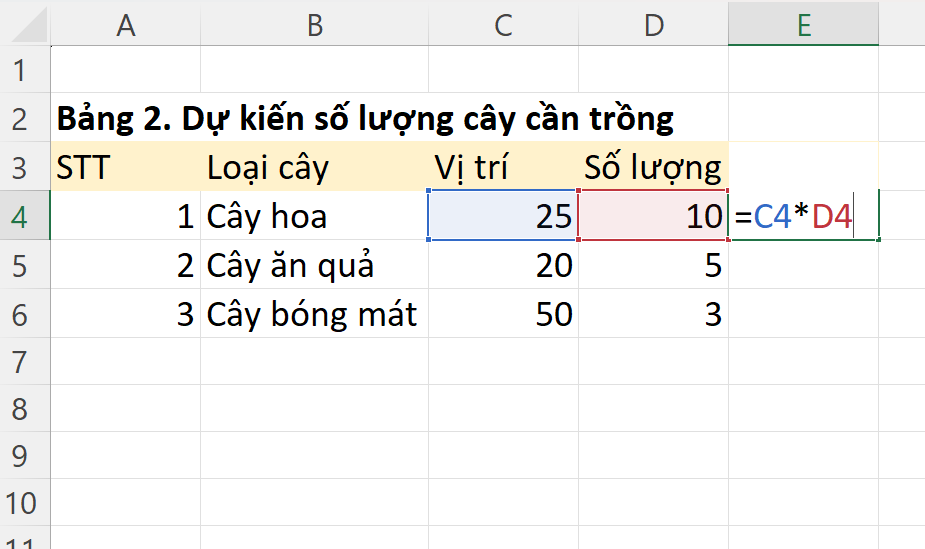 A B C D E
1
2 Bảng 2. Dự kiến số lượng cây cần trồng
3 STT Loại cây Vị trí Số lượng
4 1 Cây hoa 25 10 =C4*D4
5 2 Cây ăn quả 20 5
6 3 Cây bóng mát 50 3
7
8
9
10
11